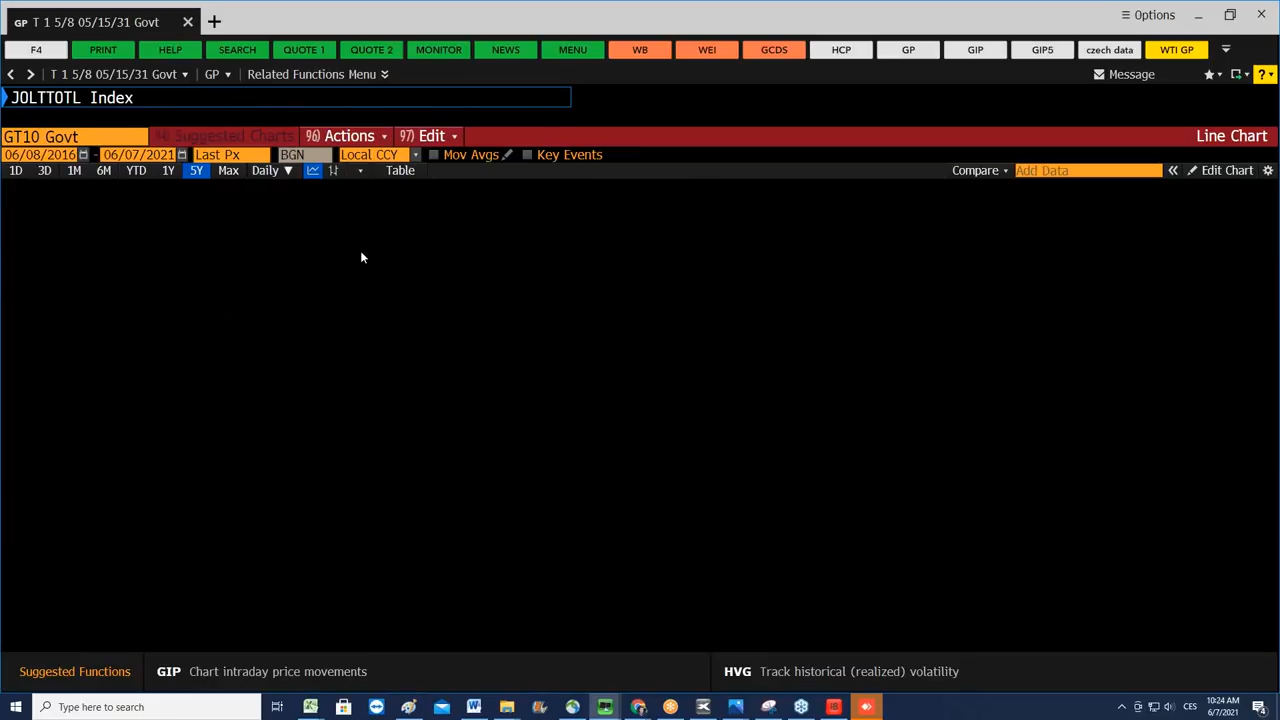 GP T 1 5/8 05/15/31 Govt × +
Options
F4 PRINT HELP SEARCH QUOTE 1 QUOTE 2 MONITOR NEWS MENU WB WEI GCDS HCP GP GIP GIP5 czech data WTI GP
T 1 5/8 05/15/31 Govt GP Related Functions Menu Message ?
JOLTTOTL Index
GT10 Govt Suggested Charts 96) Actions 97) Edit Line Chart
06/08/2016 - 06/07/2021 Last Px BGN Local CCY Mov Avgs Key Events
1D 3D 1M 6M YTD 1Y 5Y Max Daily Table Compare Add Data Edit Chart
Suggested Functions GIP Chart intraday price movements HVG Track historical (realized) volatility
Type here to search CES 10:24 AM
6/7/2021